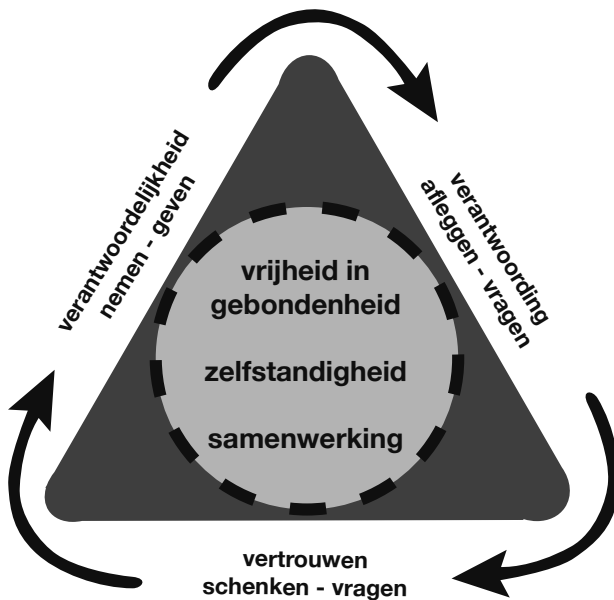 verantwoordelijkheid
nemen - geven
verantwoording
afleggen - vragen
vrijheid in
gebondenheid
zelfstandigheid
samenwerking
vertrouwen
schenken - vragen